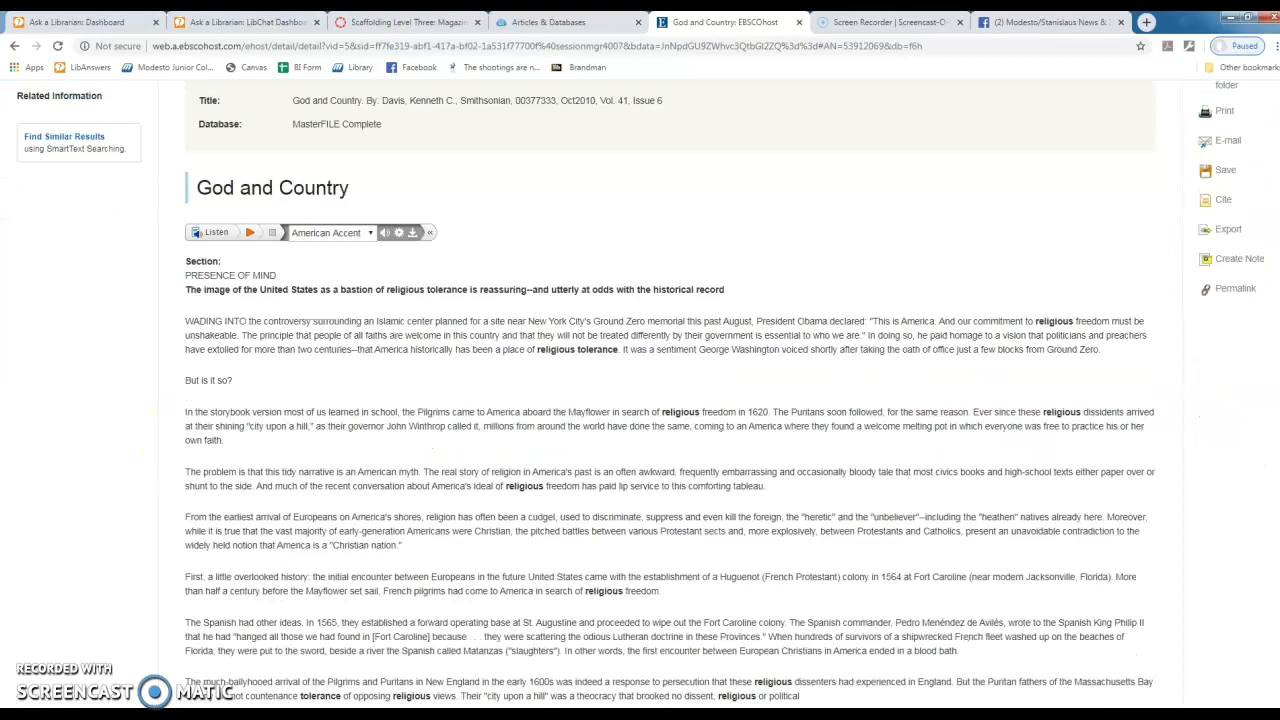 Ask a Librarian: Dashboard
Ask a Librarian: LibChat Dashboa
Scaffolding Level Three: Magazin
Articles & Databases
God and Country: EBSCOhost
Screen Recorder | Screencast-O-
(2) Modesto/Stanislaus News &
Not secure
web.a.ebscohost.com/ehost/detail/detail?vid=5&sid=ff7fe319-abf1-417a-bf02-
Paused
Apps
LibAnswers
Modesto Junior Col...
Canvas
BI Form
Library
Facebook
The shootings are n...
Brandman
Other bookmark
Related Information
Find Similar Results
using SmartText Searching.
Title: God and Country. By: Davis, Kenneth C., Smithsonian, 00377333, Oct2010, Vol. 41, Issue 6
Database: MasterFILE Complete
folder
Print
E-mail
Save
Cite
Export
Create Note
Permalink
God and Country
Listen
American Accent
Section:
PRESENCE OF MIND
The image of the United States as a bastion of religious tolerance is reassuring--and utterly at odds with the historical record
WADING INTO the controversy surrounding an Islamic center planned for a site near New York City's Ground Zero memorial this past August, President Obama declared: "This is America. And our commitment to religious freedom must be
unshakeable. The principle that people of all faiths are welcome in this country and that they will not be treated differently by their government is essential to who we are." In doing so, he paid homage to a vision that politicians and preachers
have extolled for more than two centuries--that America historically has been a place of religious tolerance. It was a sentiment George Washington voiced shortly after taking the oath of office just a few blocks from Ground Zero.
But is it so?
In the storybook version most of us learned in school, the Pilgrims came to America aboard the Mayflower in search of religious freedom in 1620. The Puritans soon followed, for the same reason. Ever since these religious dissidents arrived
at their shining "city upon a hill," as their governor John Winthrop called it, millions from around the world have done the same, coming to an America where they found a welcome melting pot in which everyone was free to practice his or her
own faith.
The problem is that this tidy narrative is an American myth. The real story of religion in America's past is an often awkward, frequently embarrassing and occasionally bloody tale that most civics books and high-school texts either paper over or
shunt to the side. And much of the recent conversation about America's ideal of religious freedom has paid lip service to this comforting tableau.
From the earliest arrival of Europeans on America's shores, religion has often been a cudgel, used to discriminate, suppress and even kill the foreign, the "heretic" and the "unbeliever"--including the "heathen" natives already here. Moreover,
while it is true that the vast majority of early-generation Americans were Christian, the pitched battles between various Protestant sects and, more explosively, between Protestants and Catholics, present an unavoidable contradiction to the
widely held notion that America is a "Christian nation."
First, a little overlooked history: the initial encounter between Europeans in the future United States came with the establishment of a Huguenot (French Protestant) colony in 1564 at Fort Caroline (near modern Jacksonville, Florida). More
than half a century before the Mayflower set sail, French pilgrims had come to America in search of religious freedom.
The Spanish had other ideas. In 1565, they established a forward operating base at St. Augustine and proceeded to wipe out the Fort Caroline colony. The Spanish commander, Pedro Menéndez de Avilés, wrote to the Spanish King Philip II
that he had "hanged all those we had found in [Fort Caroline] because . . . they were scattering the odious Lutheran doctrine in these Provinces." When hundreds of survivors of a shipwrecked French fleet washed up on the beaches of
Florida, they were put to the sword, beside a river the Spanish called Matanzas ("slaughters"). In other words, the first encounter between European Christians in America ended in a blood bath.
The much-ballyhooed arrival of the Pilgrims and Puritans in New England in the early 1600s was indeed a response to persecution that these religious dissenters had experienced in England. But the Puritan fathers of the Massachusetts Bay
not countenance tolerance of opposing religious views. Their "city upon a hill" was a theocracy that brooked no dissent, religious or political
RECORDED WITH
SCREENCAST MATIC